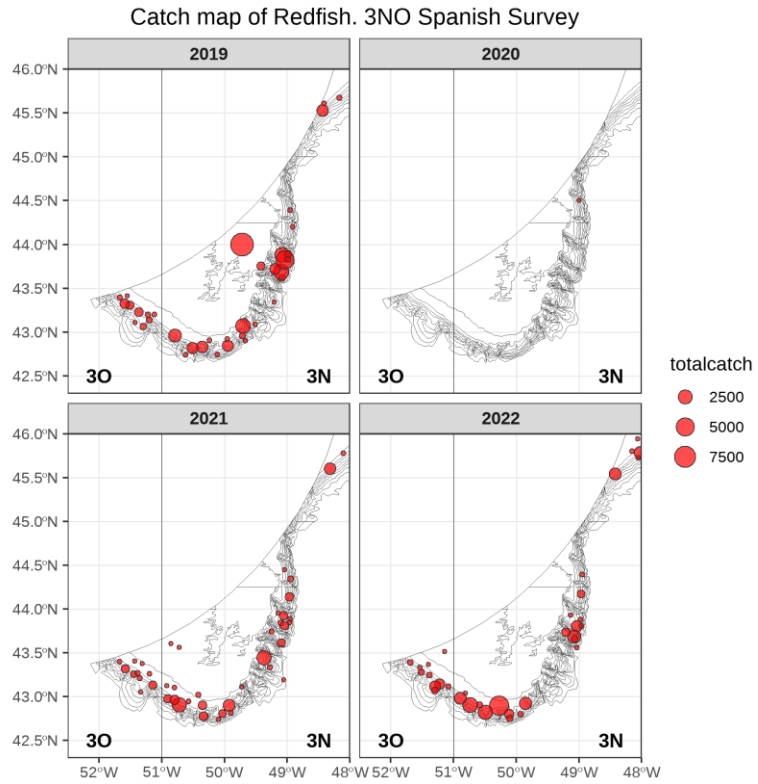 Catch map of Redfish. 3NO Spanish Survey
2019
2020
46.0°N
45.5°N
45.0°N
44.5°N
44.0°N
43.5°N
43.0°N
42.5°N
3O
3N
3O
3N
totalcatch
2500
5000
7500
2021
2022
46.0°N
45.5°N
45.0°N
44.5°N
44.0°N
43.5°N
43.0°N
42.5°N
3O
3N
3O
3N
52°W 51°W 50°W 49°W 48°W 52°W 51°W 50°W 49°W 48°W